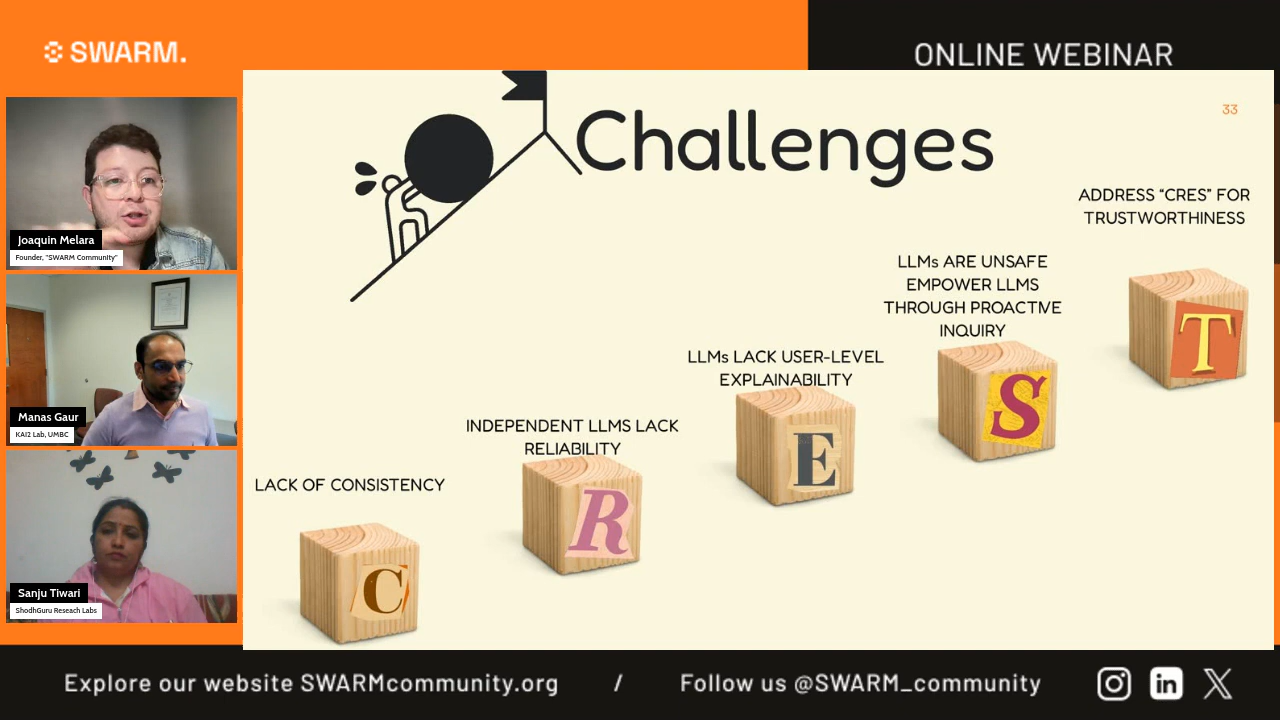 SWARM.
ONLINE WEBINAR
Joaquin Melara
Founder, "SWARM Community"
Manas Gaur
KAI2 Lab, UMBC
Sanju Tiwari
ShodhGuru Reseach Labs
Challenges
33
ADDRESS “CRES” FOR
TRUSTWORTHINESS
T
LLMs ARE UNSAFE
EMPOWER LLMS
THROUGH PROACTIVE
INQUIRY
S
LLMs LACK USER-LEVEL
EXPLAINABILITY
E
INDEPENDENT LLMS LACK
RELIABILITY
R
LACK OF CONSISTENCY
C
Explore our website SWARMcommunity.org / Follow us @SWARM_community